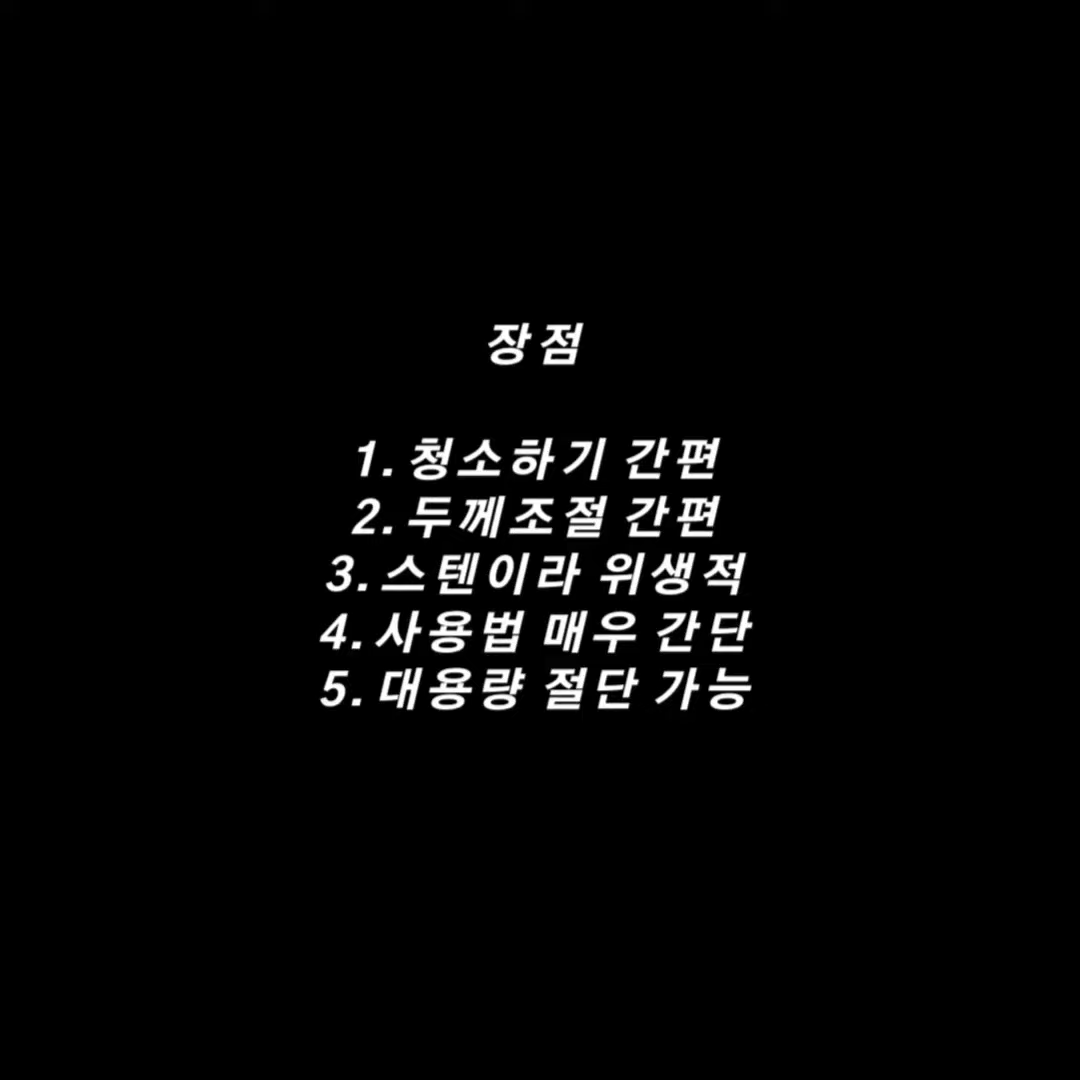 장점
1. 청소하기 간편
2. 두께조절 간편
3. 스텐이라 위생적
4. 사용법 매우 간단
5. 대용량 절단 가능